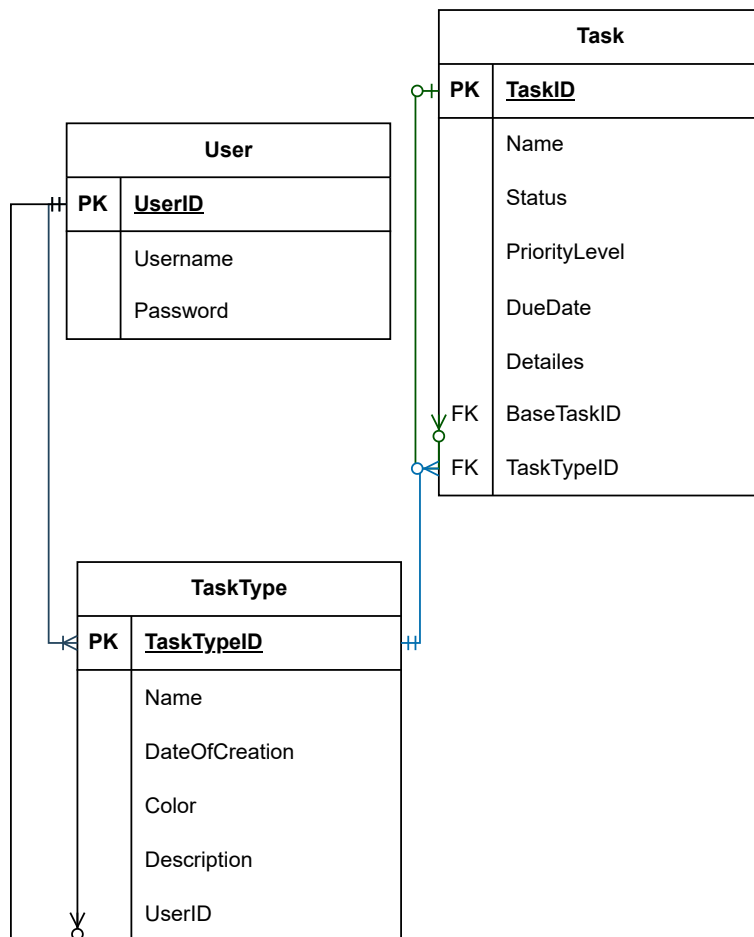 Task
PK TaskID
Name
Status
PriorityLevel
DueDate
Detailes
FK BaseTaskID
FK TaskTypeID
User
PK UserID
Username
Password
TaskType
PK TaskTypeID
Name
DateOfCreation
Color
Description
UserID